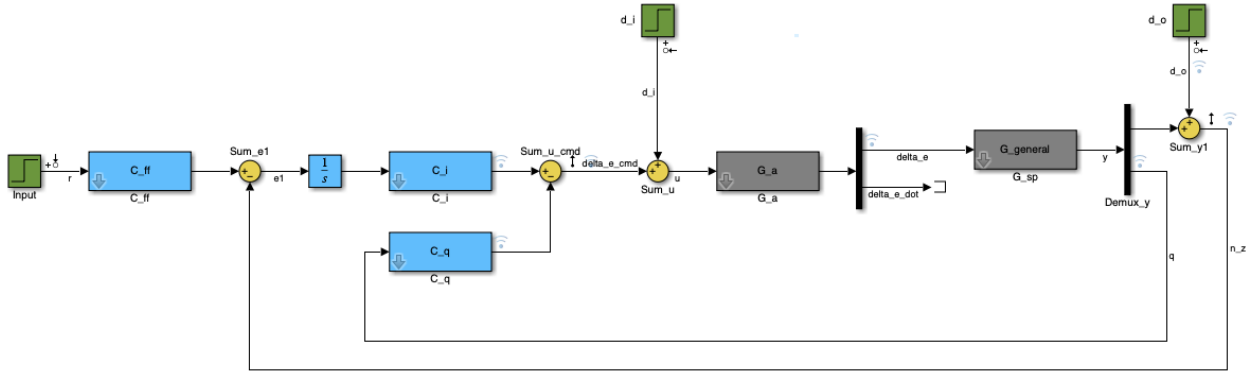 d_i
d_o
d_i
d_o
Sum_e1
Sum_u_cmd
C_ff
1
s
C_i
delta_e_cmd
G_a
delta_e
G_general
y
Sum_y1
Input
r
C_ff
e1
C_i
Sum_u
u
G_a
delta_e_dot
G_sp
Demux_y
C_q
C_q
q
n_z